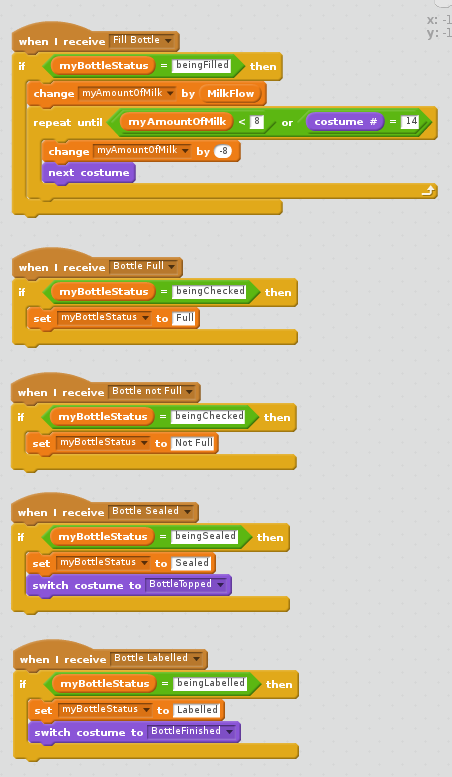 x: -1
y: -1
when I receive Fill Bottle
if myBottleStatus = beingFilled then
change myAmountOfMilk by MilkFlow
repeat until myAmountOfMilk < 8 or costume # = 14
change myAmountOfMilk by -8
next costume
when I receive Bottle Full
if myBottleStatus = beingChecked then
set myBottleStatus to Full
when I receive Bottle not Full
if myBottleStatus = beingChecked then
set myBottleStatus to Not Full
when I receive Bottle Sealed
if myBottleStatus = beingSealed then
set myBottleStatus to Sealed
switch costume to BottleTopped
when I receive Bottle Labelled
if myBottleStatus = beingLabelled then
set myBottleStatus to Labelled
switch costume to BottleFinished